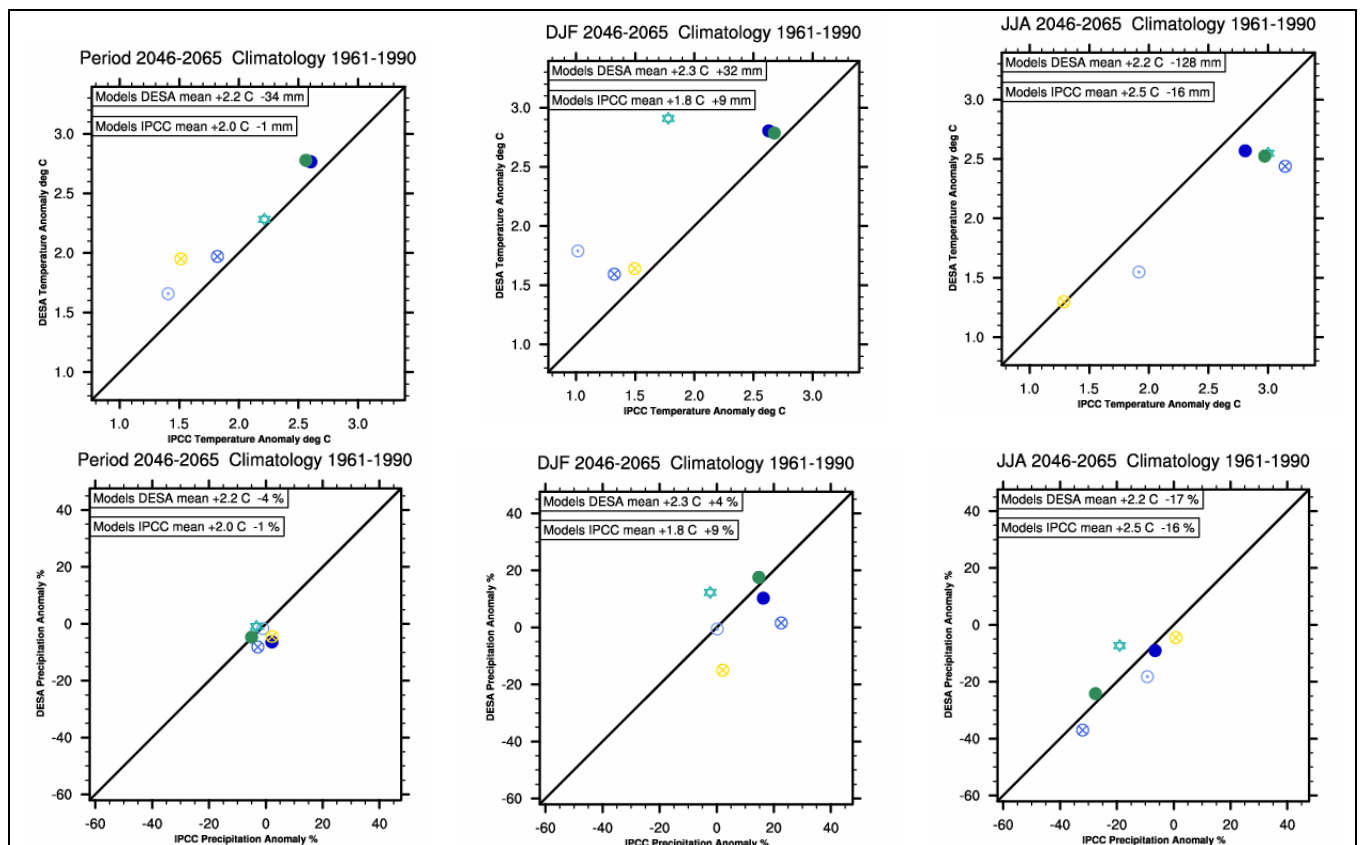 Period 2046-2065 Climatology 1961-1990
Models DESA mean +2.2 C -34 mm
Models IPCC mean +2.0 C -1 mm
DESA Temperature Anomaly deg C
3.0
2.5
2.0
1.5
1.0
1.0 1.5 2.0 2.5 3.0
IPCC Temperature Anomaly deg C
DJF 2046-2065 Climatology 1961-1990
Models DESA mean +2.3 C +32 mm
Models IPCC mean +1.8 C +9 mm
DESA Temperature Anomaly deg C
3.0
2.5
2.0
1.5
1.0
1.0 1.5 2.0 2.5 3.0
IPCC Temperature Anomaly deg C
JJA 2046-2065 Climatology 1961-1990
Models DESA mean +2.2 C -128 mm
Models IPCC mean +2.5 C -16 mm
DESA Temperature Anomaly deg C
3.0
2.5
2.0
1.5
1.0
1.0 1.5 2.0 2.5 3.0
IPCC Temperature Anomaly deg C
Period 2046-2065 Climatology 1961-1990
Models DESA mean +2.2 C -4 %
Models IPCC mean +2.0 C -1 %
DESA Precipitation Anomaly %
40
20
0
-20
-40
-60
-60 -40 -20 0 20 40
IPCC Precipitation Anomaly %
DJF 2046-2065 Climatology 1961-1990
Models DESA mean +2.3 C +4 %
Models IPCC mean +1.8 C +9 %
DESA Precipitation Anomaly %
40
20
0
-20
-40
-60
-60 -40 -20 0 20 40
IPCC Precipitation Anomaly %
JJA 2046-2065 Climatology 1961-1990
Models DESA mean +2.2 C -17 %
Models IPCC mean +2.5 C -16 %
DESA Precipitation Anomaly %
40
20
0
-20
-40
-60
-60 -40 -20 0 20 40
IPCC Precipitation Anomaly %